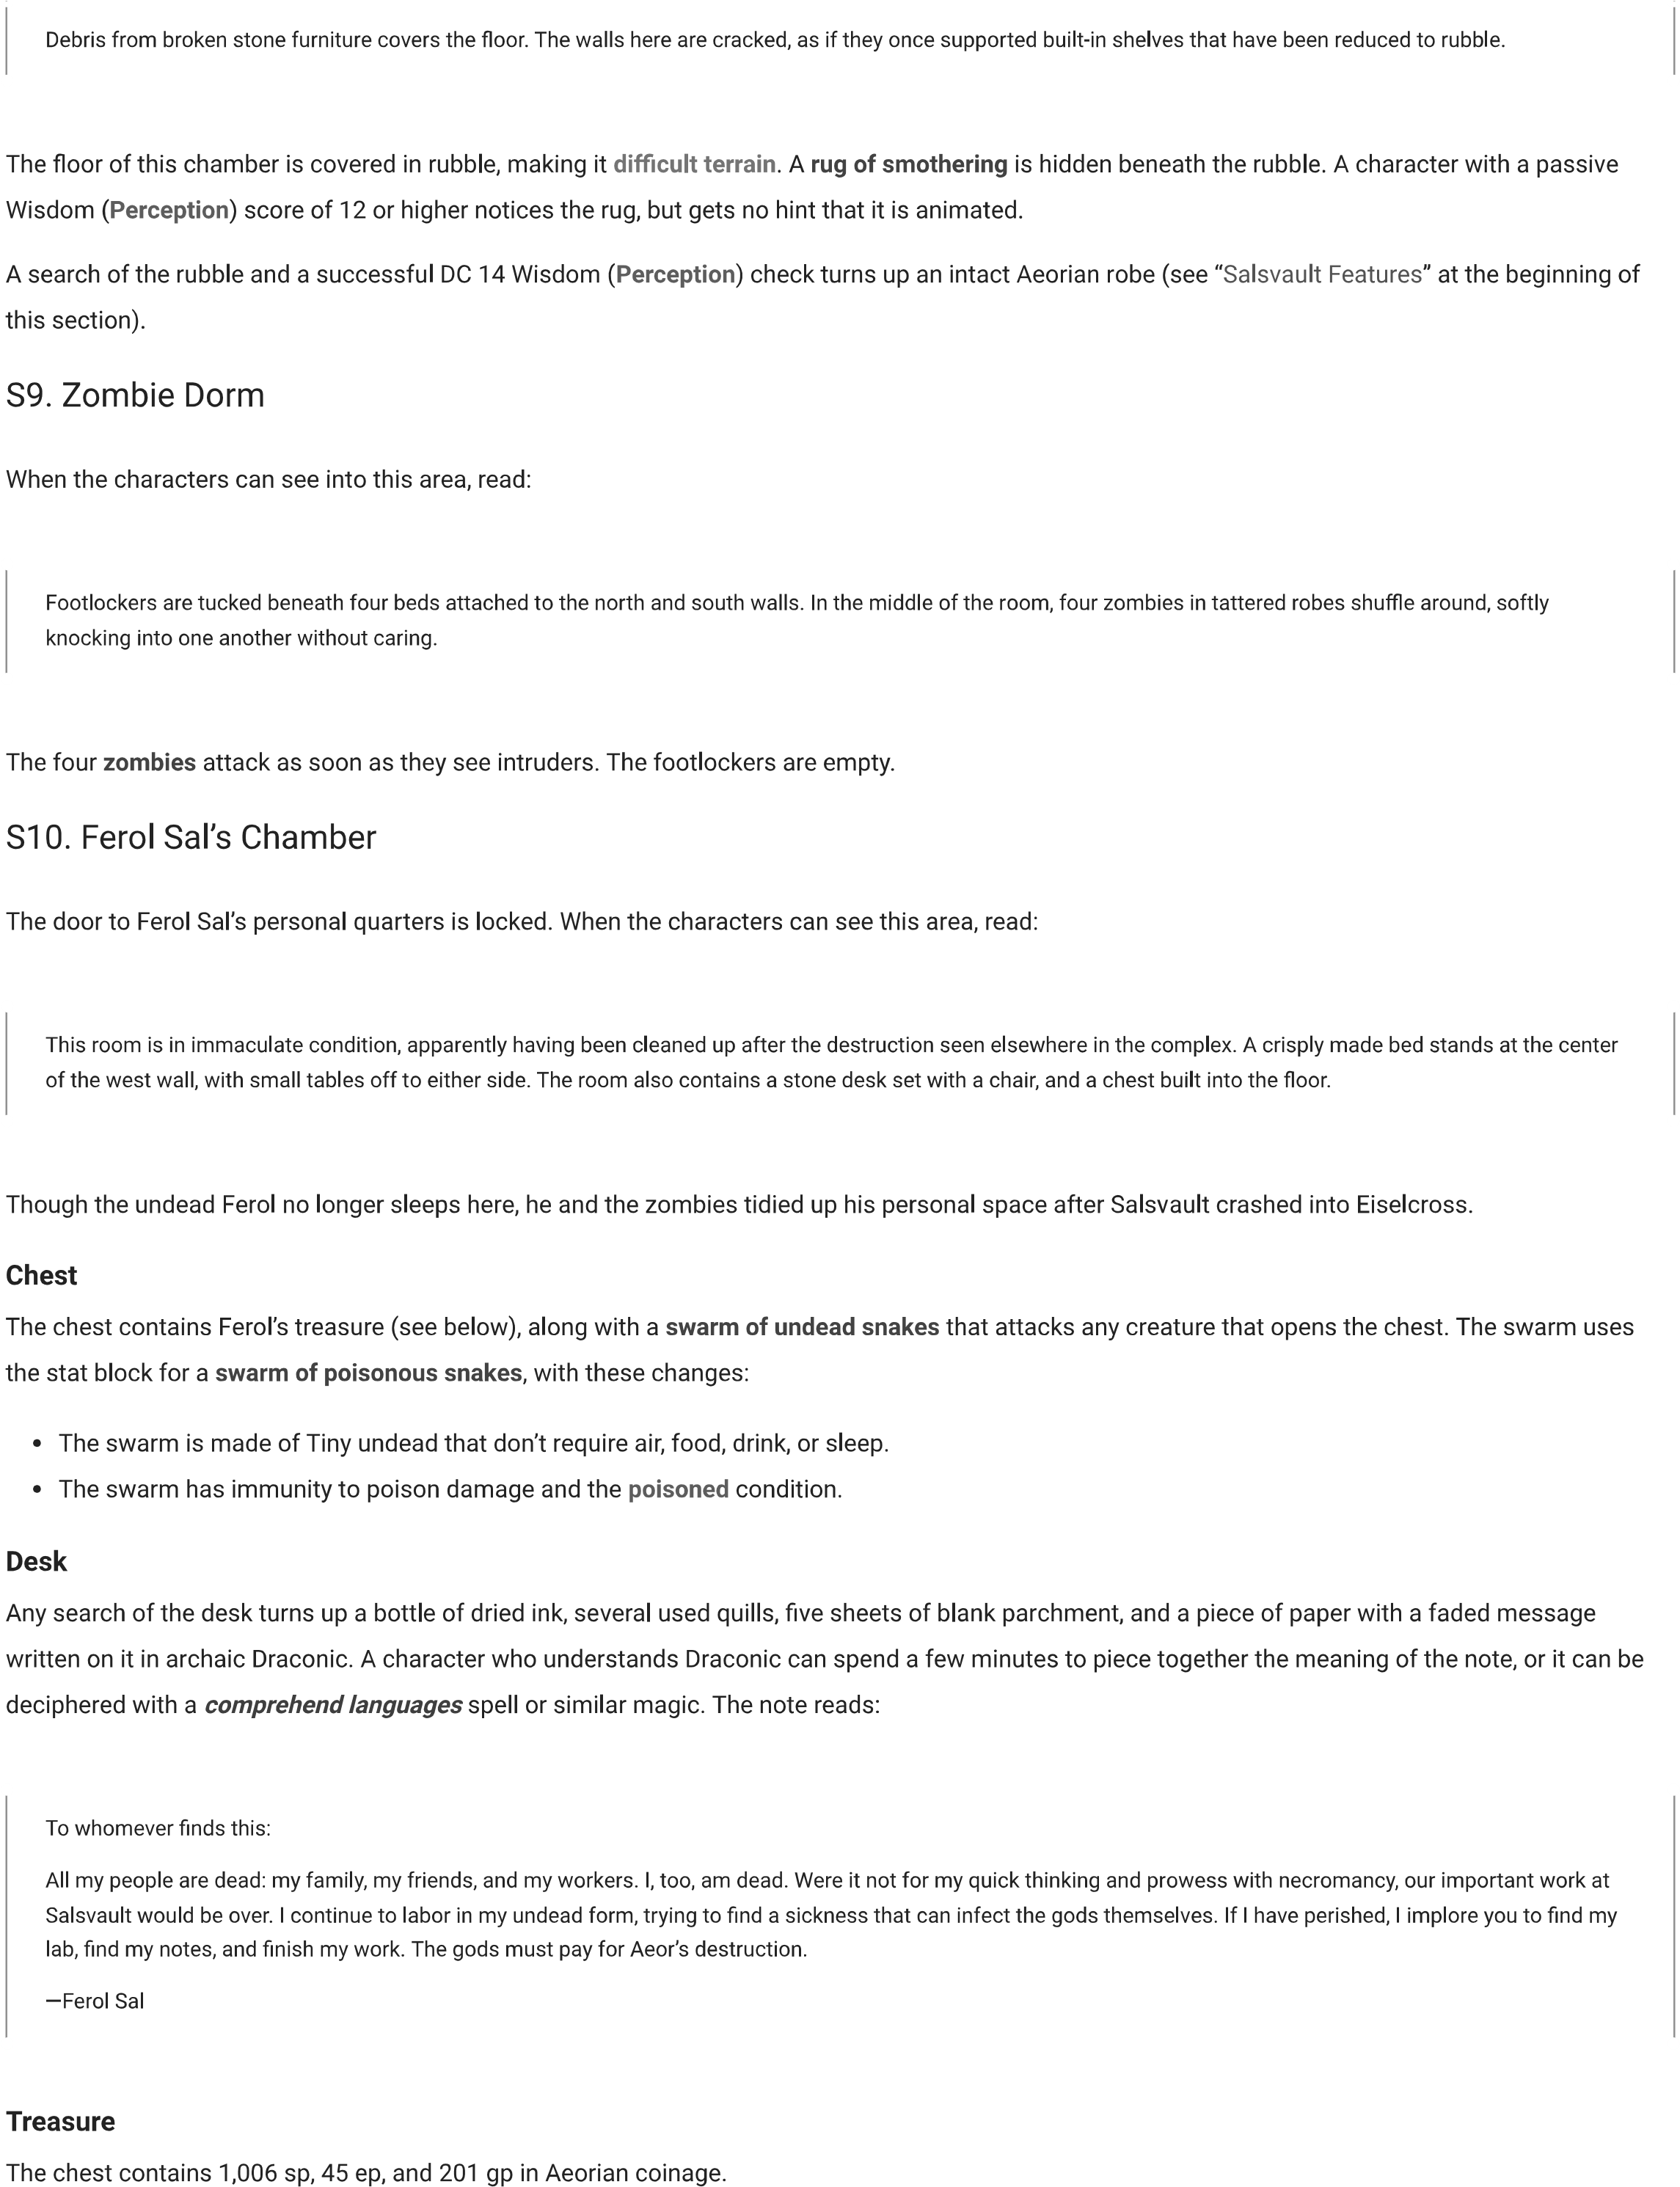 Debris from broken stone furniture covers the floor. The walls here are cracked, as if they once supported built-in shelves that have been reduced to rubble.
The floor of this chamber is covered in rubble, making it difficult terrain. A rug of smothering is hidden beneath the rubble. A character with a passive
Wisdom (Perception) score of 12 or higher notices the rug, but gets no hint that it is animated.
A search of the rubble and a successful DC 14 Wisdom (Perception) check turns up an intact Aeorian robe (see “Salsvault Features” at the beginning of
this section).
S9. Zombie Dorm
When the characters can see into this area, read:
Footlockers are tucked beneath four beds attached to the north and south walls. In the middle of the room, four zombies in tattered robes shuffle around, softly
knocking into one another without caring.
The four zombies attack as soon as they see intruders. The footlockers are empty.
S10. Ferol Sal’s Chamber
The door to Ferol Sal’s personal quarters is locked. When the characters can see this area, read:
This room is in immaculate condition, apparently having been cleaned up after the destruction seen elsewhere in the complex. A crisply made bed stands at the center
of the west wall, with small tables off to either side. The room also contains a stone desk set with a chair, and a chest built into the floor.
Though the undead Ferol no longer sleeps here, he and the zombies tidied up his personal space after Salsvault crashed into Eiselcross.
Chest
The chest contains Ferol’s treasure (see below), along with a swarm of undead snakes that attacks any creature that opens the chest. The swarm uses
the stat block for a swarm of poisonous snakes, with these changes:
• The swarm is made of Tiny undead that don’t require air, food, drink, or sleep.
• The swarm has immunity to poison damage and the poisoned condition.
Desk
Any search of the desk turns up a bottle of dried ink, several used quills, five sheets of blank parchment, and a piece of paper with a faded message
written on it in archaic Draconic. A character who understands Draconic can spend a few minutes to piece together the meaning of the note, or it can be
deciphered with a comprehend languages spell or similar magic. The note reads:
To whomever finds this:
All my people are dead: my family, my friends, and my workers. I, too, am dead. Were it not for my quick thinking and prowess with necromancy, our important work at
Salsvault would be over. I continue to labor in my undead form, trying to find a sickness that can infect the gods themselves. If I have perished, I implore you to find my
lab, find my notes, and finish my work. The gods must pay for Aeor’s destruction.
—Ferol Sal
Treasure
The chest contains 1,006 sp, 45 ep, and 201 gp in Aeorian coinage.